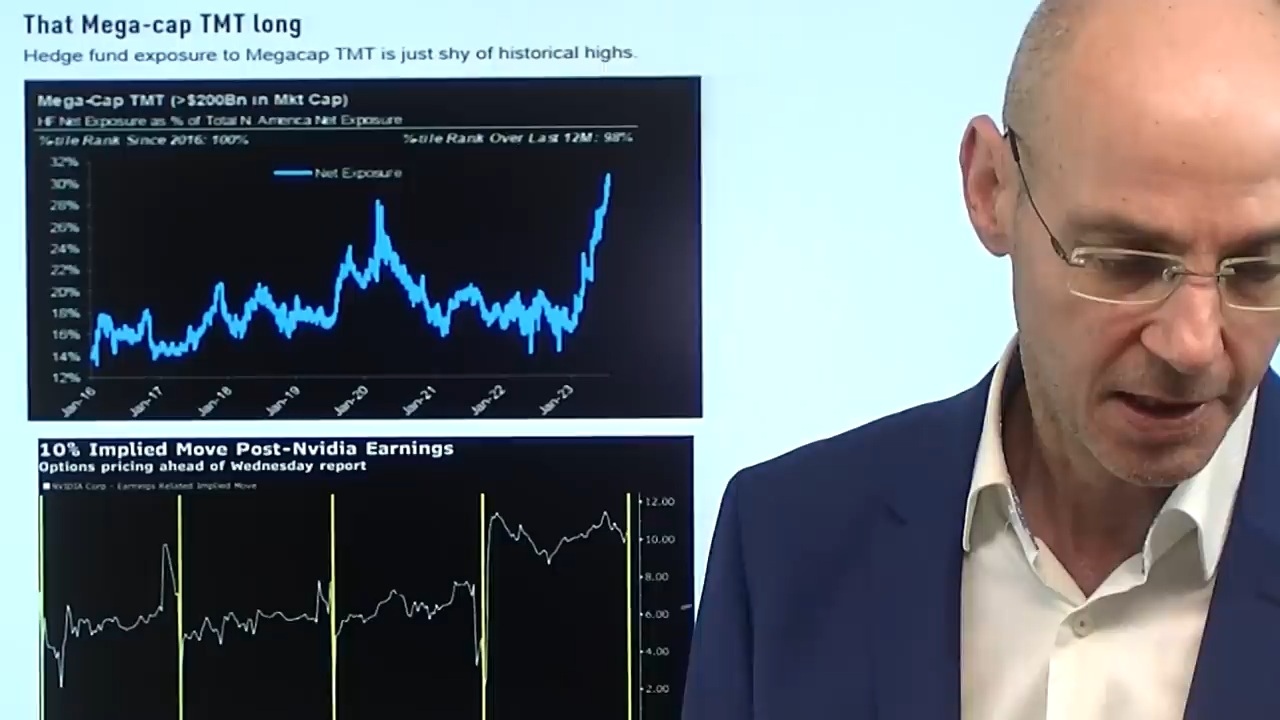 That Mega-cap TMT long
Hedge fund exposure to Megacap TMT is just shy of historical highs.
Mega-Cap TMT (>$200Bn in Mkt Cap)
HF Net Exposure as % of Total N. America Net Exposure
%-tile Rank Since 2016: 100%
%-tile Rank Over Last 12M: 98%
Net Exposure
32%
30%
28%
26%
24%
22%
20%
18%
16%
14%
12%
Jan-16
Jan-17
Jan-18
Jan-19
Jan-20
Jan-21
Jan-22
Jan-23
10% Implied Move Post-Nvidia Earnings
Options pricing ahead of Wednesday report
NVIDIA Corp - Earnings Related Implied Move
12.00
10.00
8.00
6.00
4.00
2.00